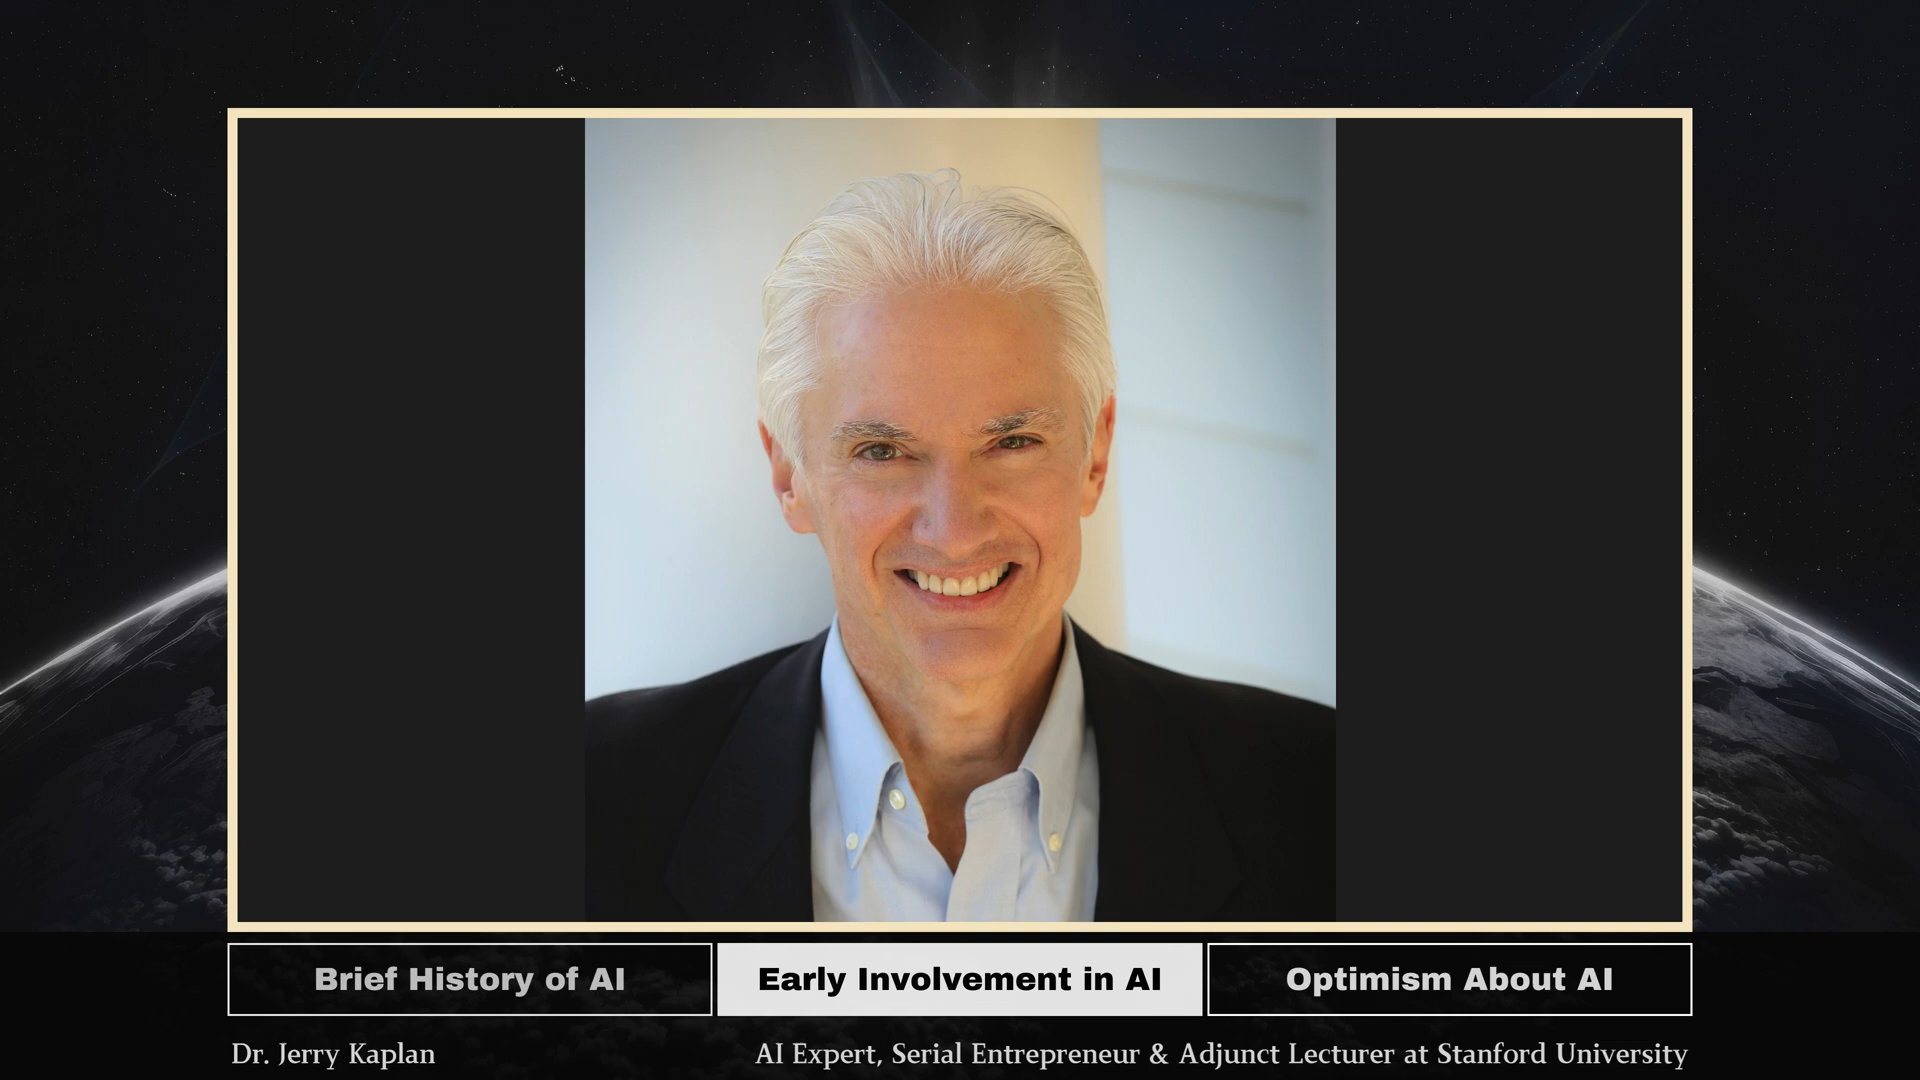 Brief History of AI
Early Involvement in AI
Optimism About AI
Dr. Jerry Kaplan
AI Expert, Serial Entrepreneur & Adjunct Lecturer at Stanford University